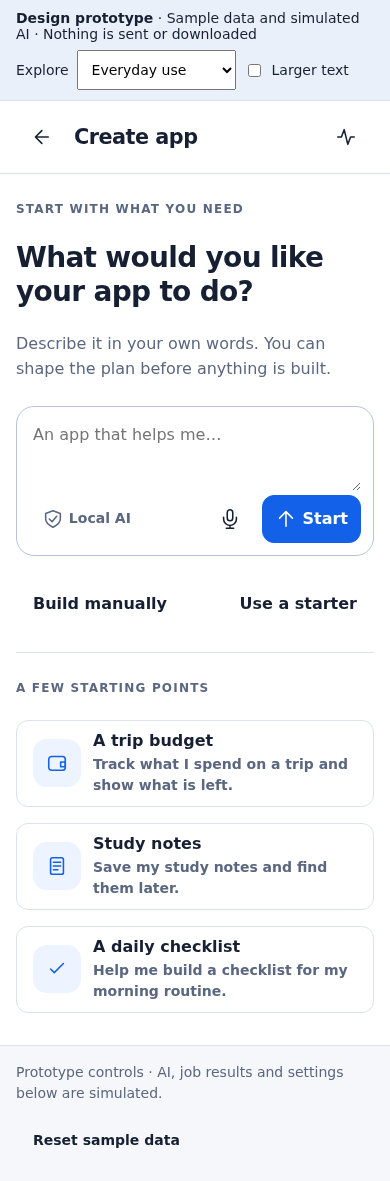 Design prototype · Sample data and simulated
AI · Nothing is sent or downloaded
Explore Everyday use Larger text
Create app
START WITH WHAT YOU NEED
What would you like
your app to do?
Describe it in your own words. You can
shape the plan before anything is built.
An app that helps me…
Local AI Start
Build manually Use a starter
A FEW STARTING POINTS
A trip budget
Track what I spend on a trip and
show what is left.
Study notes
Save my study notes and find
them later.
A daily checklist
Help me build a checklist for my
morning routine.
Prototype controls · AI, job results and settings
below are simulated.
Reset sample data